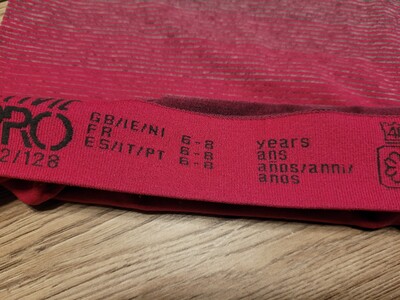 PRO
2/128
GB/IE/NI 6-8 years
FR 6-8 ans
ES/IT/PT 6-8 años/anni/
anos